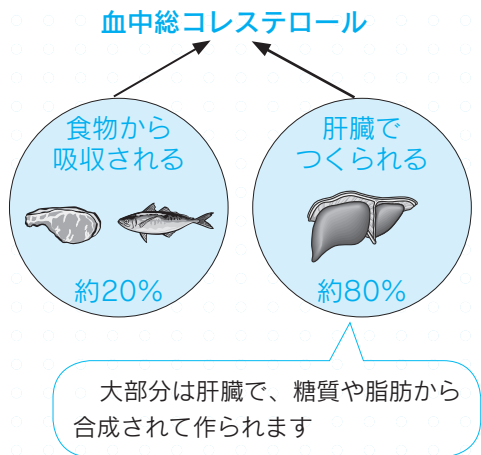 血中総コレステロール
食物から
吸収される
約20%
肝臓で
つくられる
約80%
大部分は肝臓で、糖質や脂肪から
合成されて作られます